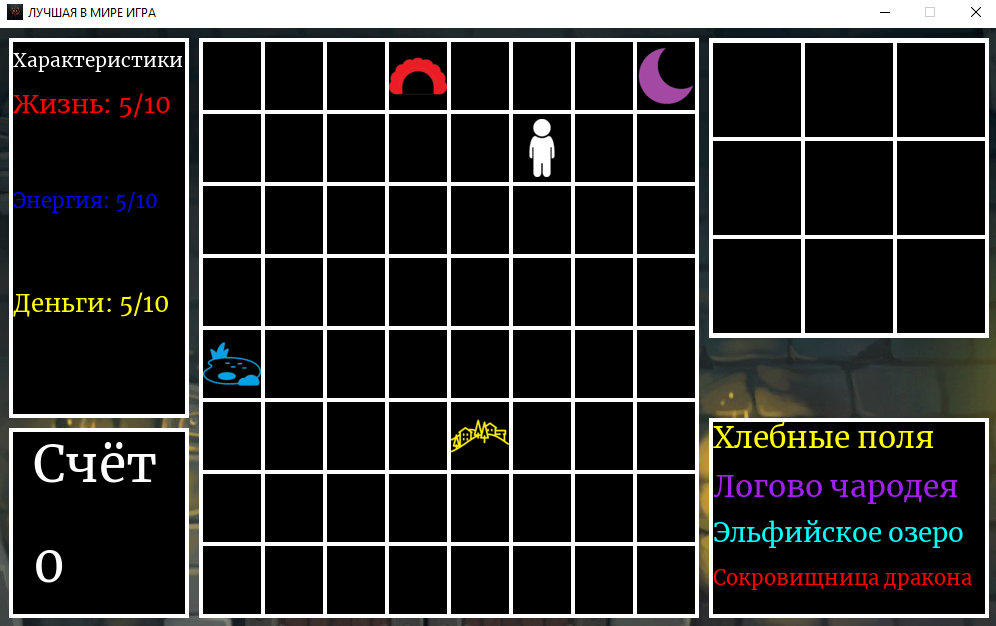 ЛУЧШАЯ В МИРЕ ИГРА
Характеристики
Жизнь: 5/10
Энергия: 5/10
Деньги: 5/10
Счёт
0
Хлебные поля
Логово чародея
Эльфийское озеро
Сокровищница дракона